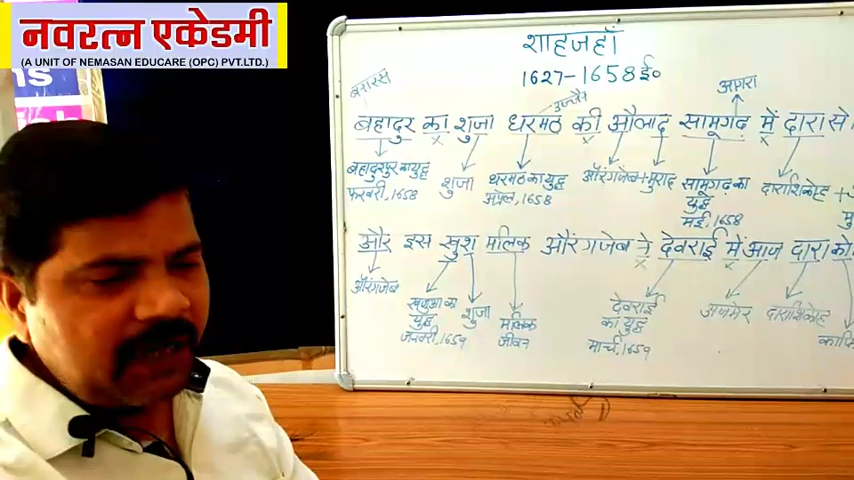 नवरत्न एकेडमी
(A UNIT OF NEMASAN EDUCARE (OPC) PVT.LTD.)
शाहजहाँ
1627-1658 ई०
बनारस
उज्जैन
आगरा
बहादुर का शुजा धरमठ की औलाद सामूगढ में दारा से
बहादुरपुर का युद्ध
फरवरी, 1658
शुजा
धरमठ का युद्ध
अप्रैल, 1658
औरंगजेब + मुराद
सामूगढ का
युद्ध
मई, 1658
दाराशिकोह +
और इस खुश मलिक औरंगजेब ने देवराई में आज दारा को
औरंगजेब
खजुआ का
युद्ध
जनवरी, 1659
शुजा
मलिक
जीवन
देवराई
का युद्ध
मार्च, 1659
अजमेर
दाराशिकोह